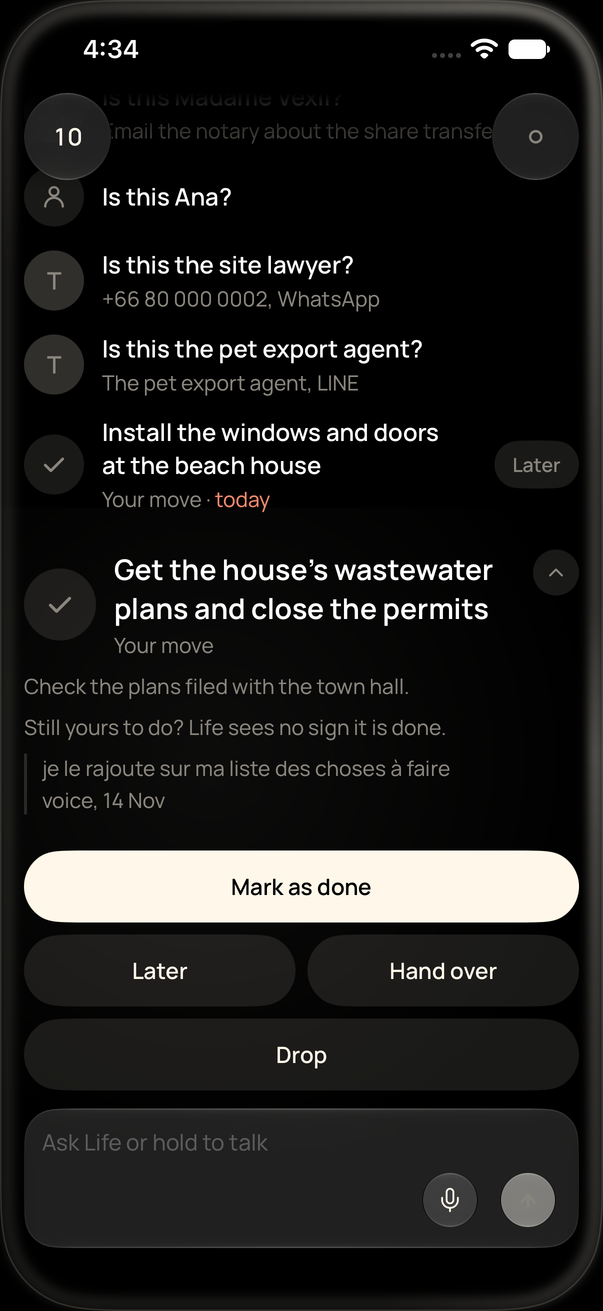 4:34
Is this Madame Vexil?
10
Email the notary about the share transfe
Is this Ana?
T
Is this the site lawyer?
+66 80 000 0002, WhatsApp
T
Is this the pet export agent?
The pet export agent, LINE
Install the windows and doors
at the beach house
Later
Your move · today
Get the house's wastewater
plans and close the permits
Your move
Check the plans filed with the town hall.
Still yours to do? Life sees no sign it is done.
je le rajoute sur ma liste des choses à faire
voice, 14 Nov
Mark as done
Later
Hand over
Drop
Ask Life or hold to talk